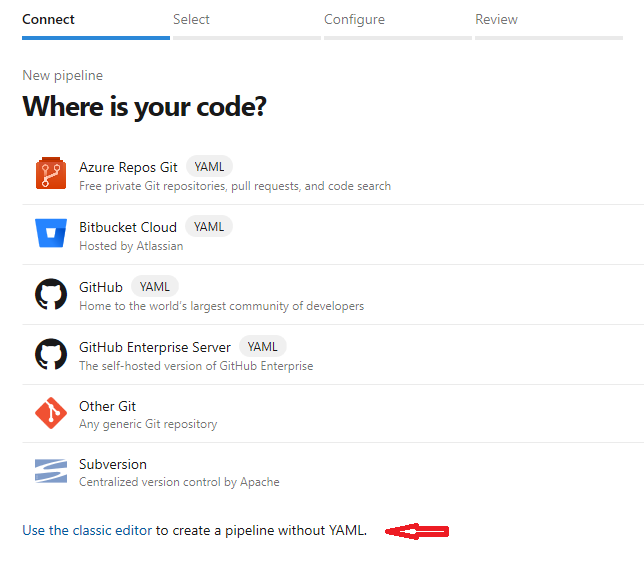 Connect Select Configure Review
New pipeline
Where is your code?
Azure Repos Git YAML
Free private Git repositories, pull requests, and code search
Bitbucket Cloud YAML
Hosted by Atlassian
GitHub YAML
Home to the world's largest community of developers
GitHub Enterprise Server YAML
The self-hosted version of GitHub Enterprise
Other Git
Any generic Git repository
Subversion
Centralized version control by Apache
Use the classic editor to create a pipeline without YAML.